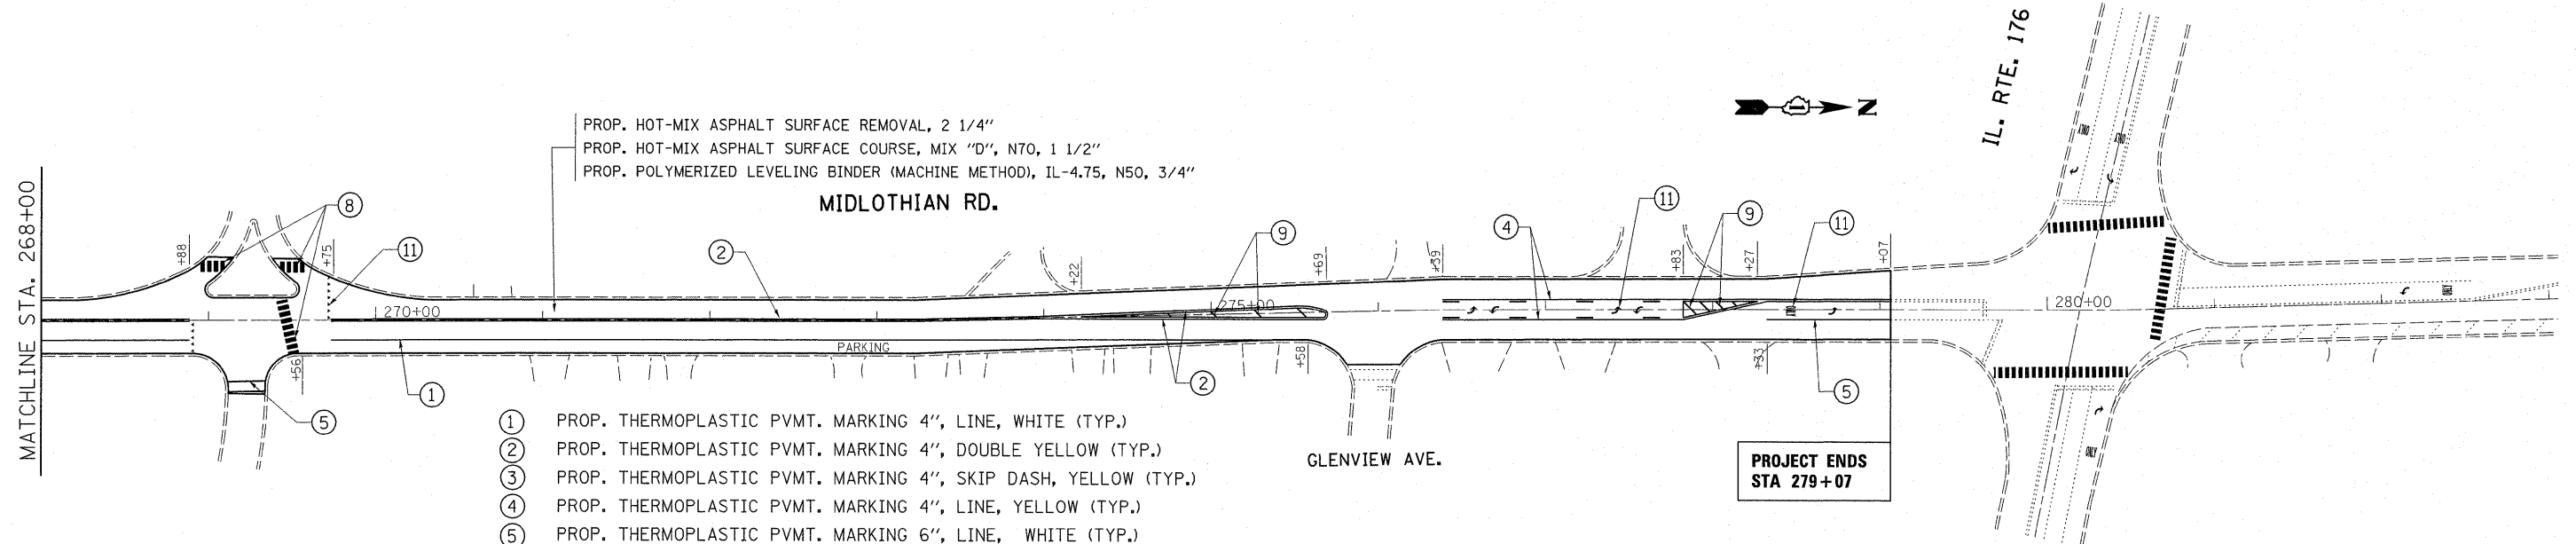 IL. RTE. 176
N
PROP. HOT-MIX ASPHALT SURFACE REMOVAL, 2 1/4"
PROP. HOT-MIX ASPHALT SURFACE COURSE, MIX "D", N70, 1 1/2"
PROP. POLYMERIZED LEVELING BINDER (MACHINE METHOD), IL-4.75, N50, 3/4"
MIDLOTHIAN RD.
MATCHLINE STA. 268+00
8
+88
+75
11
2
9
+22
+69
+39
4
11
+83
9
+27
11
+07
270+00
275+00
280+00
ONLY
ONLY
ONLY
ONLY
ONLY
PARKING
+56
+58
+33
1
2
5
5
1 PROP. THERMOPLASTIC PVMT. MARKING 4", LINE, WHITE (TYP.)
2 PROP. THERMOPLASTIC PVMT. MARKING 4", DOUBLE YELLOW (TYP.)
3 PROP. THERMOPLASTIC PVMT. MARKING 4", SKIP DASH, YELLOW (TYP.)
4 PROP. THERMOPLASTIC PVMT. MARKING 4", LINE, YELLOW (TYP.)
5 PROP. THERMOPLASTIC PVMT. MARKING 6", LINE, WHITE (TYP.)
GLENVIEW AVE.
PROJECT ENDS
STA 279+07